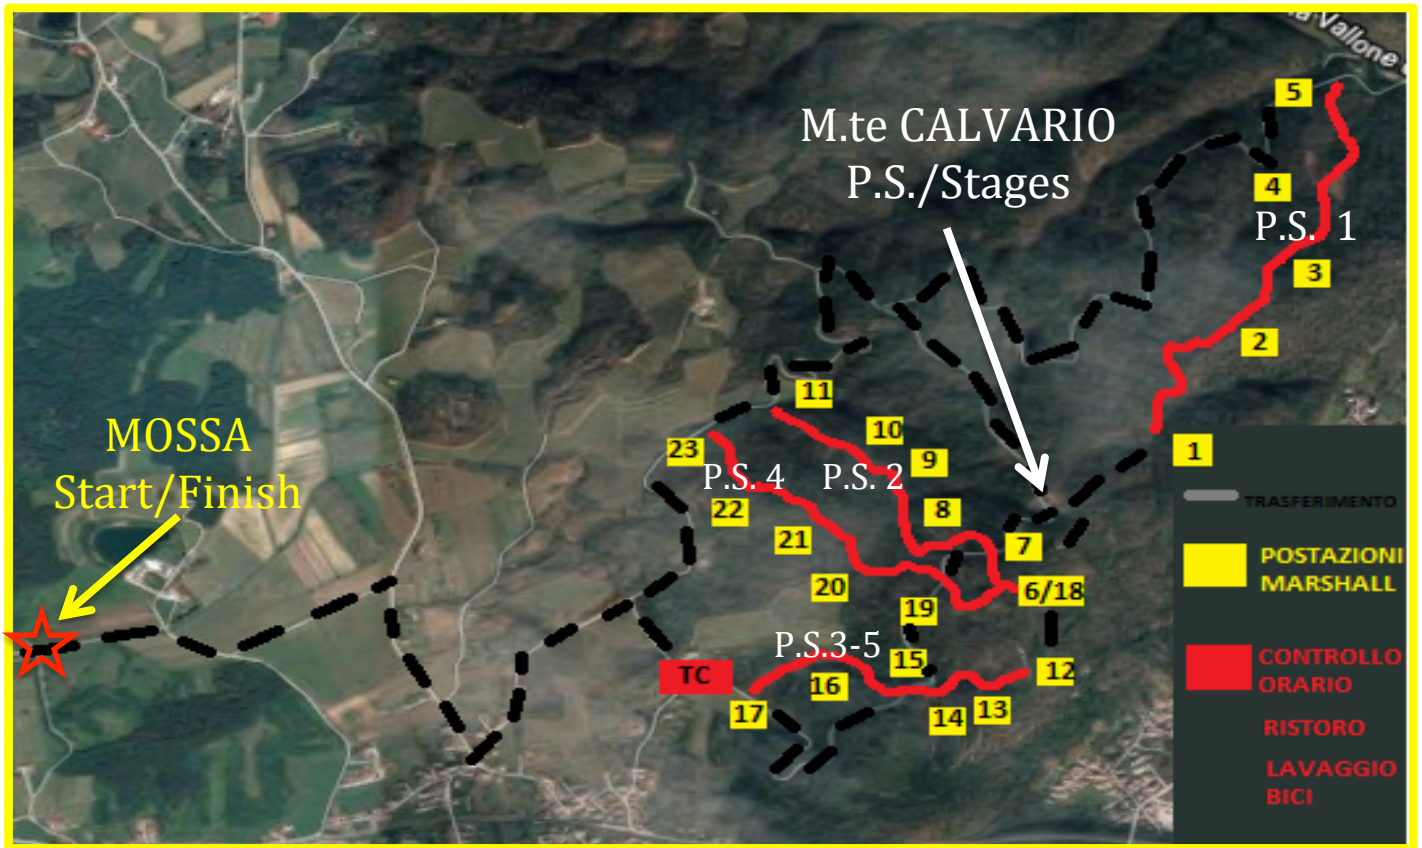 Vallone
5
M.te CALVARIO
P.S./Stages
4
P.S. 1
3
2
11
MOSSA
Start/Finish
10
23
P.S. 4
P.S. 2
9
1
22
8
TRASFERIMENTO
21
7
POSTAZIONI
MARSHALL
20
19
6/18
P.S.3-5
15
12
CONTROLLO
ORARIO
TC
16
17
14
13
RISTORO
LAVAGGIO
BICI